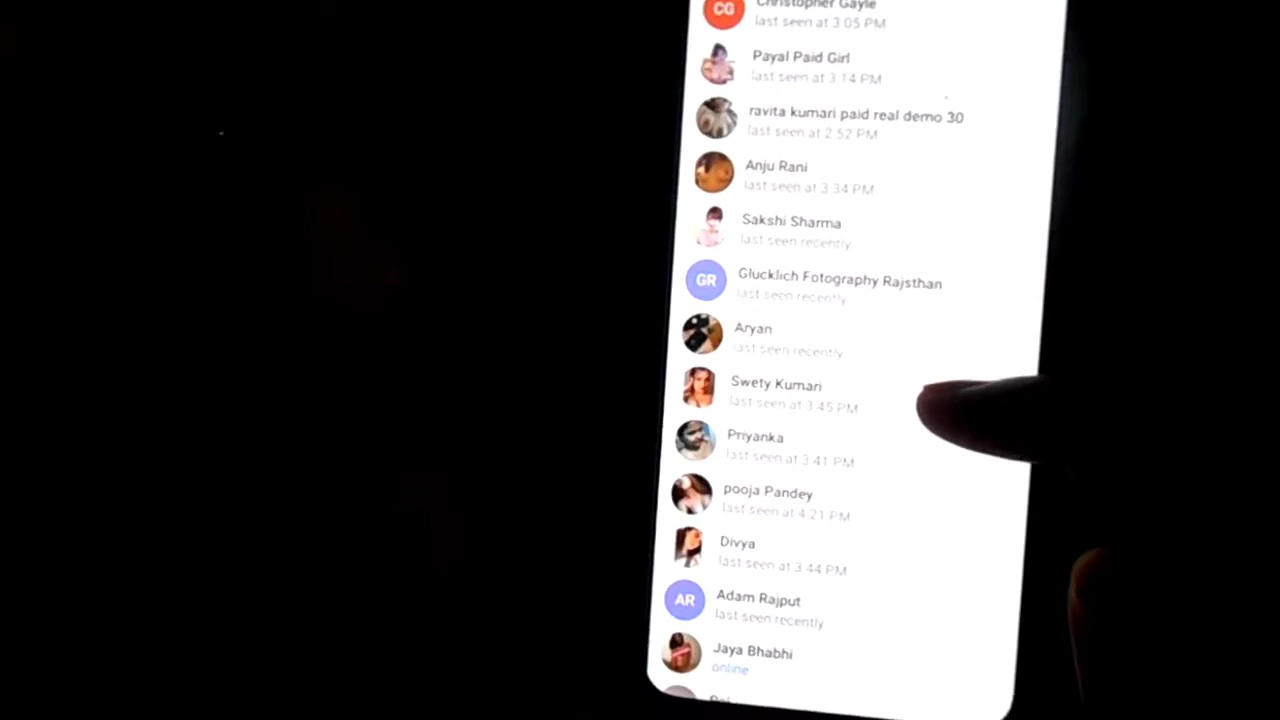 CG
Christopher Gayle
last seen at 3:05 PM
Payal Paid Girl
last seen at 3:14 PM
ravita kumari paid real demo 30
last seen at 2:52 PM
Anju Rani
last seen at 3:34 PM
Sakshi Sharma
last seen recently
GR
Glucklich Fotography Rajsthan
last seen recently
Aryan
last seen recently
Swety Kumari
last seen at 3:45 PM
Priyanka
last seen at 3:41 PM
pooja Pandey
last seen at 4:21 PM
Divya
last seen at 3:44 PM
AR
Adam Rajput
last seen recently
Jaya Bhabhi
online